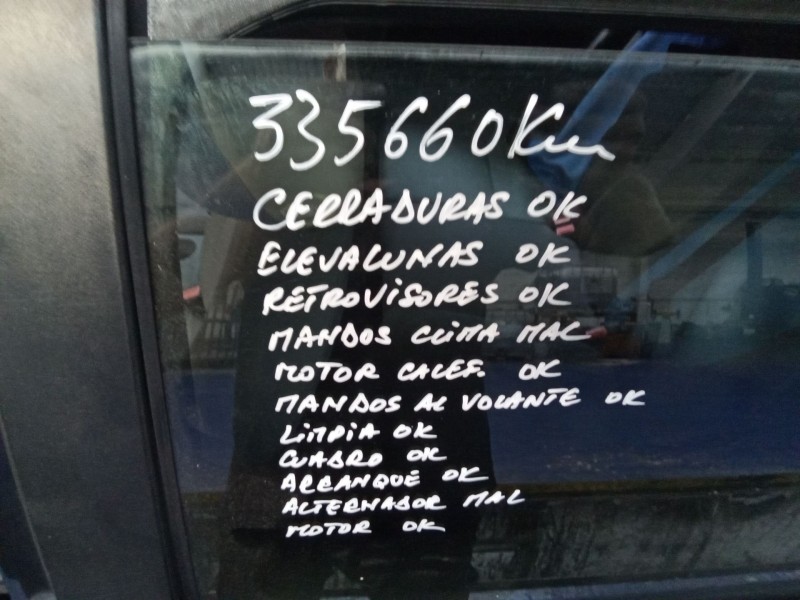 335660Km
CERRADURAS OK
ELEVALUNAS OK
RETROVISORES OK
MANDOS CLIMA MAL
MOTOR CALEF. OK
MANDOS AL VOLANTE OK
LIMPIA OK
CUADRO OK
ARRANQUE OK
ALTERNADOR MAL
MOTOR OK